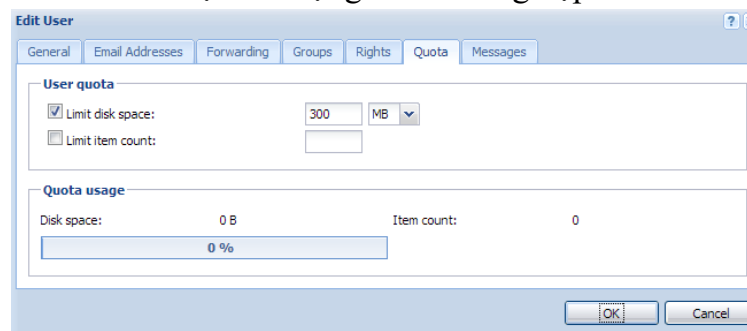 Edit User ?
General Email Addresses Forwarding Groups Rights Quota Messages
User quota
Limit disk space: 300 MB
Limit item count:
Quota usage
Disk space: 0 B Item count: 0
0 %
OK Cancel